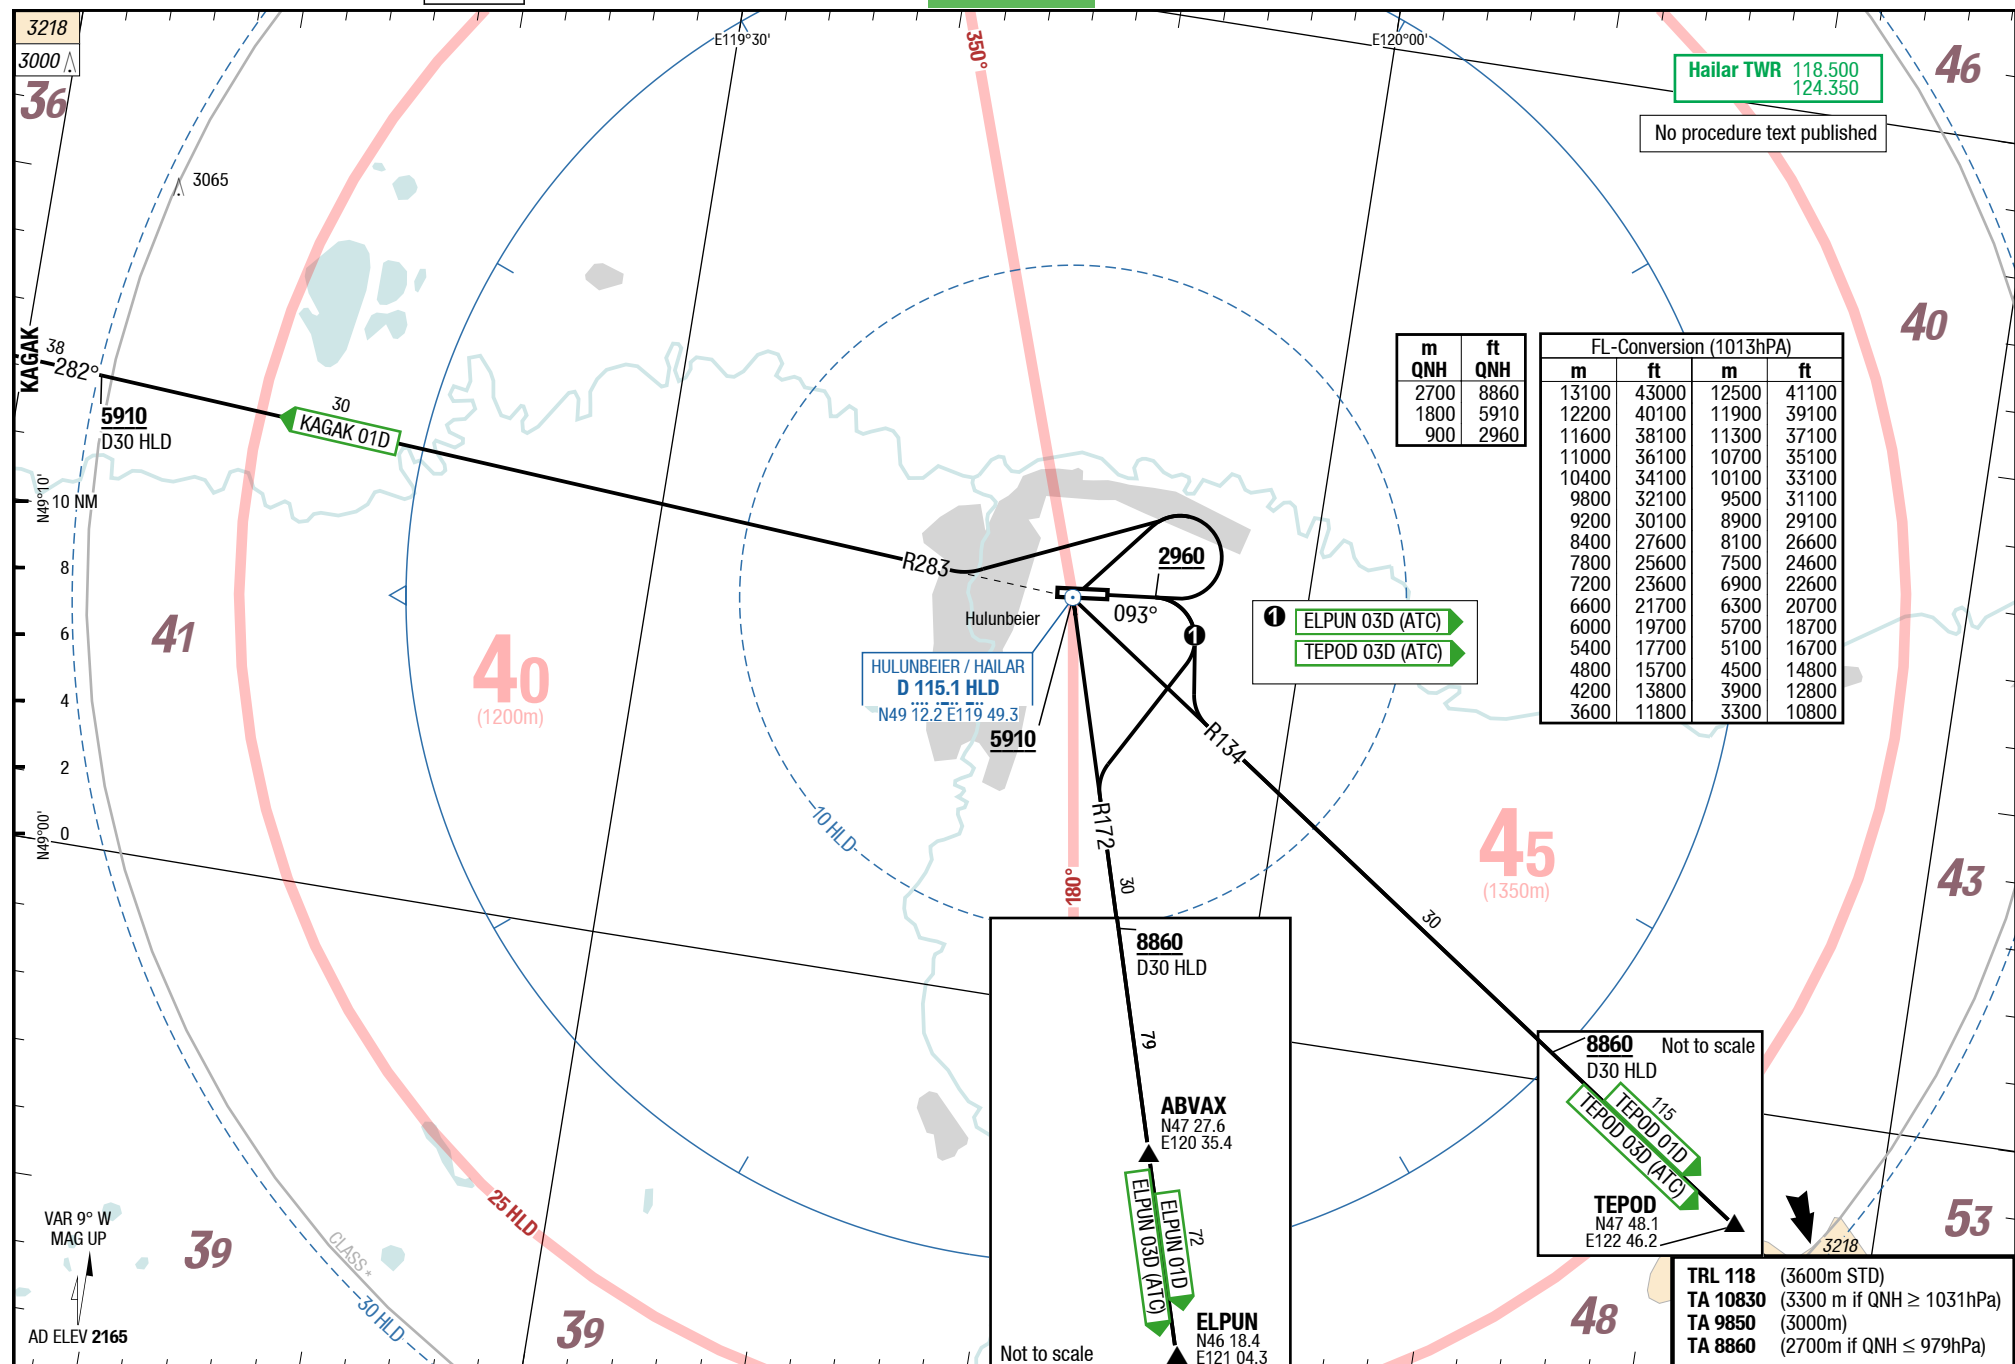 3218
3000
36
E119°30'
350°
E120°00'
Hailar TWR 118.500
124.350
46
No procedure text published
3065
40
KAGAK
38
282°
5910
D30 HLD
30
KAGAK 01D
m QNH ft QNH
2700 8860
1800 5910
900 2960
FL-Conversion (1013hPA)
m ft m ft
13100 43000 12500 41100
12200 40100 11900 39100
11600 38100 11300 37100
11000 36100 10700 35100
10400 34100 10100 33100
9800 32100 9500 31100
9200 30100 8900 29100
8400 27600 8100 26600
7800 25600 7500 24600
7200 23600 6900 22600
6600 21700 6300 20700
6000 19700 5700 18700
5400 17700 5100 16700
4800 15700 4500 14800
4200 13800 3900 12800
3600 11800 3300 10800
N49°10'
10 NM
8
6
4
2
0
N49°00'
R283
2960
093°
Hulunbeier
1
1 ELPUN 03D (ATC)
TEPOD 03D (ATC)
41
40
(1200m)
HULUNBEIER / HAILAR
D 115.1 HLD
N49 12.2 E119 49.3
5910
R134
R172
10 HLD
180°
30
30
45
(1350m)
43
8860
D30 HLD
79
ABVAX
N47 27.6
E120 35.4
ELPUN 03D (ATC)
ELPUN 01D
72
ELPUN
N46 18.4
E121 04.3
Not to scale
8860
Not to scale
D30 HLD
115
TEPOD 01D
TEPOD 03D (ATC)
TEPOD
N47 48.1
E122 46.2
53
3218
25 HLD
CLASS *
30 HLD
VAR 9° W
MAG UP
39
39
48
AD ELEV 2165
TRL 118 (3600m STD)
TA 10830 (3300 m if QNH ≥ 1031hPa)
TA 9850 (3000m)
TA 8860 (2700m if QNH ≤ 979hPa)